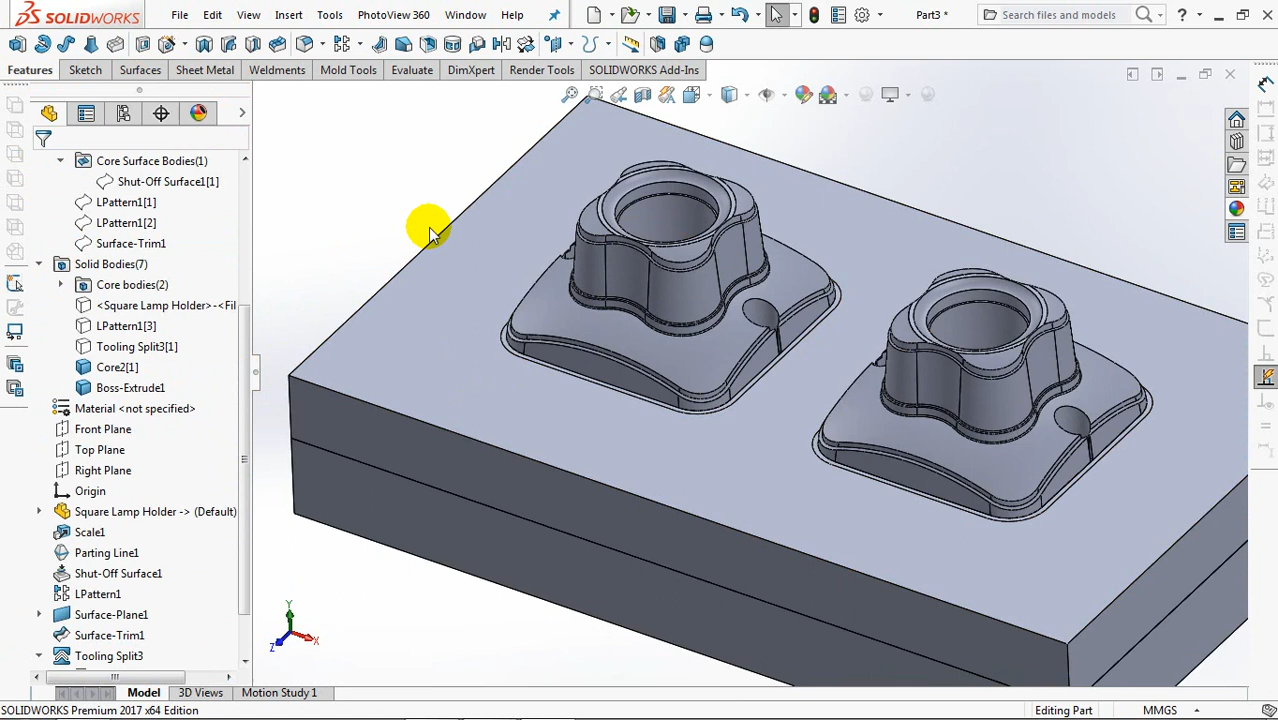 SOLIDWORKS File Edit View Insert Tools PhotoView 360 Window Help Part3 * Search files and models ?
Features Sketch Surfaces Sheet Metal Weldments Mold Tools Evaluate DimXpert Render Tools SOLIDWORKS Add-Ins
Core Surface Bodies(1)
Shut-Off Surface1[1]
LPattern1[1]
LPattern1[2]
Surface-Trim1
Solid Bodies(7)
Core bodies(2)
<Square Lamp Holder>-<Fil
LPattern1[3]
Tooling Split3[1]
Core2[1]
Boss-Extrude1
Material <not specified>
Front Plane
Top Plane
Right Plane
Origin
Square Lamp Holder -> (Default)
Scale1
Parting Line1
Shut-Off Surface1
LPattern1
Surface-Plane1
Surface-Trim1
Tooling Split3
Y
X
Z
Model 3D Views Motion Study 1
SOLIDWORKS Premium 2017 x64 Edition Editing Part MMGS